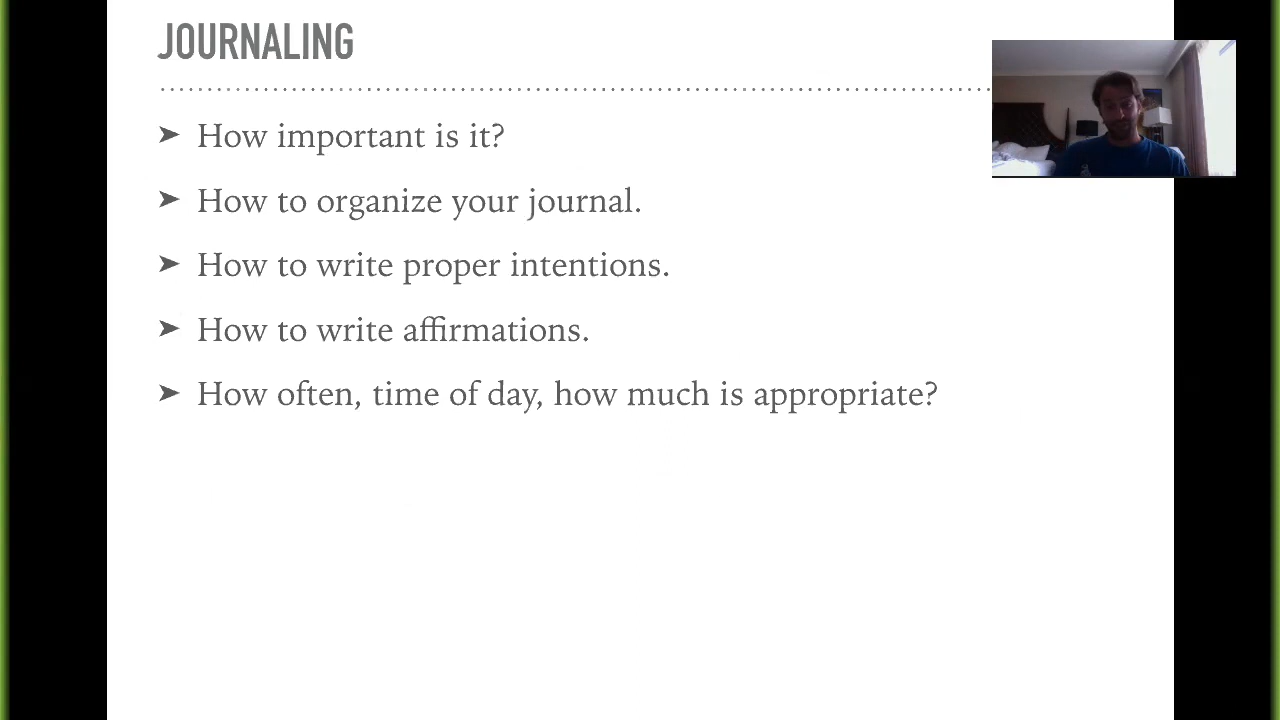 JOURNALING
➤ How important is it?
➤ How to organize your journal.
➤ How to write proper intentions.
➤ How to write affirmations.
➤ How often, time of day, how much is appropriate?